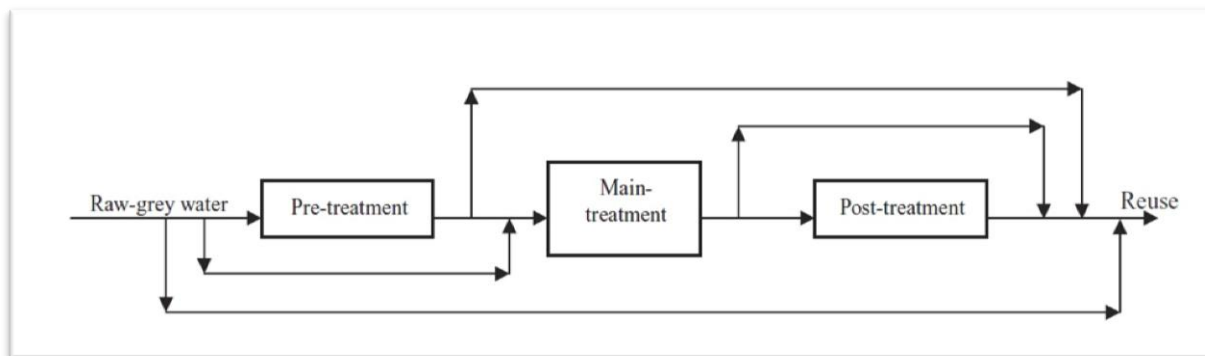 Raw-grey water
Pre-treatment
Main-
treatment
Post-treatment
Reuse